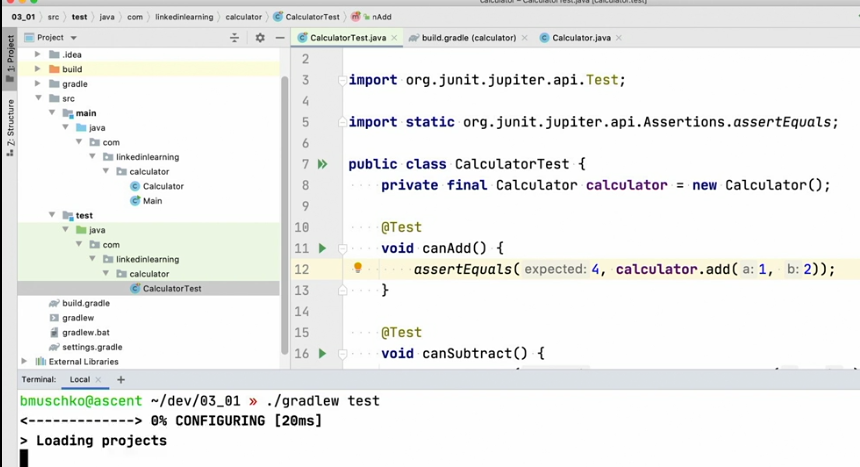 CalculatorTest.java [calculator.test]
03_01 src test java com linkedinlearning calculator CalculatorTest nAdd
1: Project
Z: Structure
Project
.idea
build
gradle
src
main
java
com
linkedinlearning
calculator
Calculator
Main
test
java
com
linkedinlearning
calculator
CalculatorTest
build.gradle
gradlew
gradlew.bat
settings.gradle
External Libraries
CalculatorTest.java build.gradle (calculator) Calculator.java
2
3 import org.junit.jupiter.api.Test;
4
5 import static org.junit.jupiter.api.Assertions.assertEquals;
6
7 public class CalculatorTest {
8 private final Calculator calculator = new Calculator();
9
10 @Test
11 void canAdd() {
12 assertEquals( expected: 4, calculator.add( a: 1, b: 2));
13 }
14
15 @Test
16 void canSubtract() {
Terminal: Local +
bmuschko@ascent ~/dev/03_01 » ./gradlew test
<-------------> 0% CONFIGURING [20ms]
> Loading projects